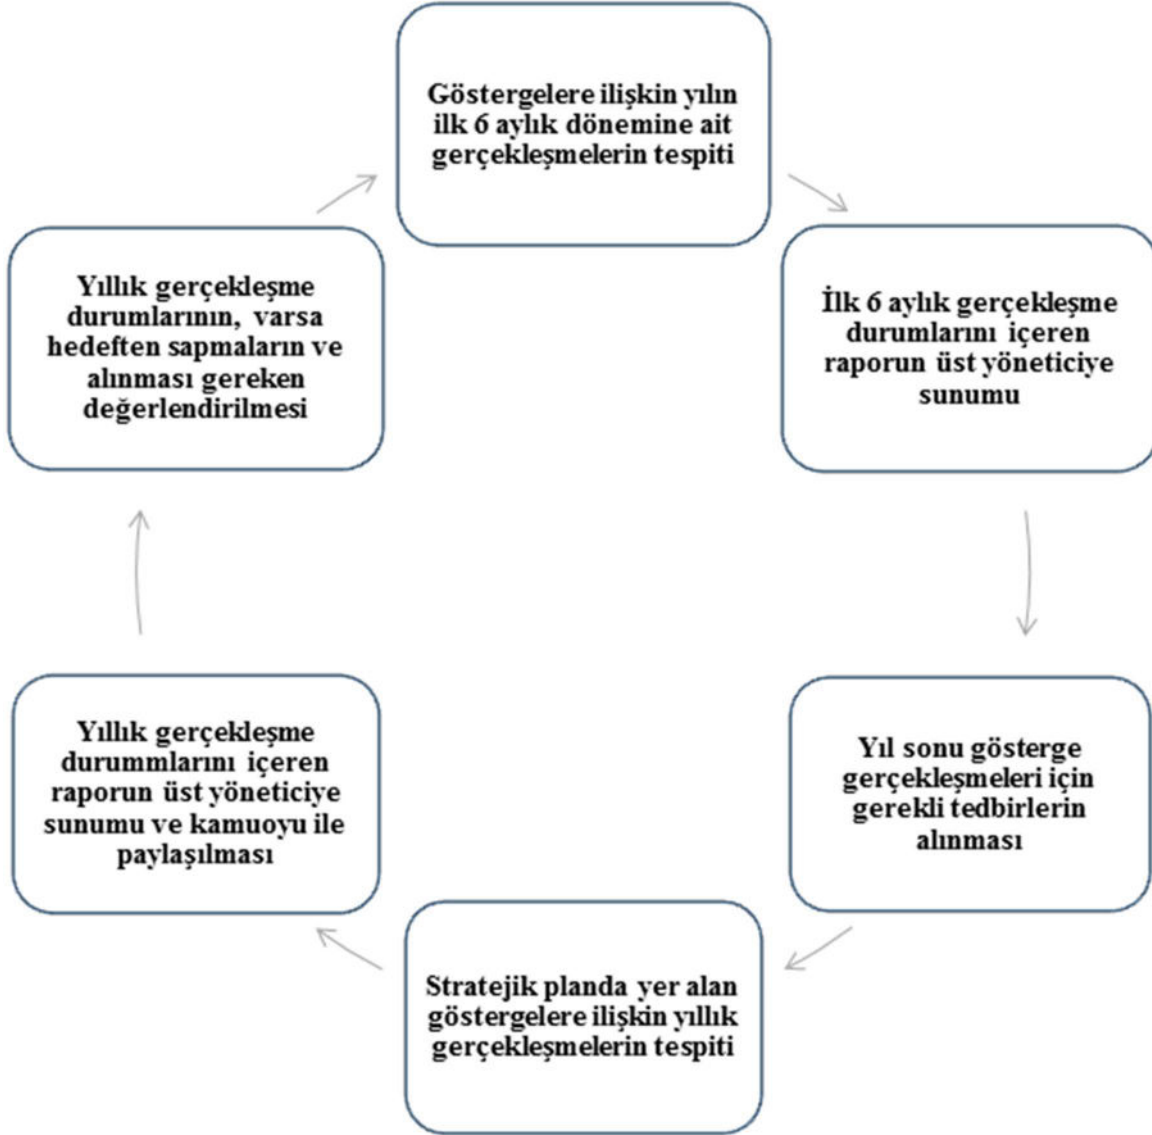 Göstergelere ilişkin yılın
ilk 6 aylık dönemine ait
gerçekleşmelerin tespiti
İlk 6 aylık gerçekleşme
durumlarını içeren
raporun üst yöneticiye
sunumu
Yıl sonu gösterge
gerçekleşmeleri için
gerekli tedbirlerin
alınması
Stratejik planda yer alan
göstergelere ilişkin yıllık
gerçekleşmelerin tespiti
Yıllık gerçekleşme
durummlarını içeren
raporun üst yöneticiye
sunumu ve kamuoyu ile
paylaşılması
Yıllık gerçekleşme
durumlarının, varsa
hedeften sapmaların ve
alınması gereken
değerlendirilmesi